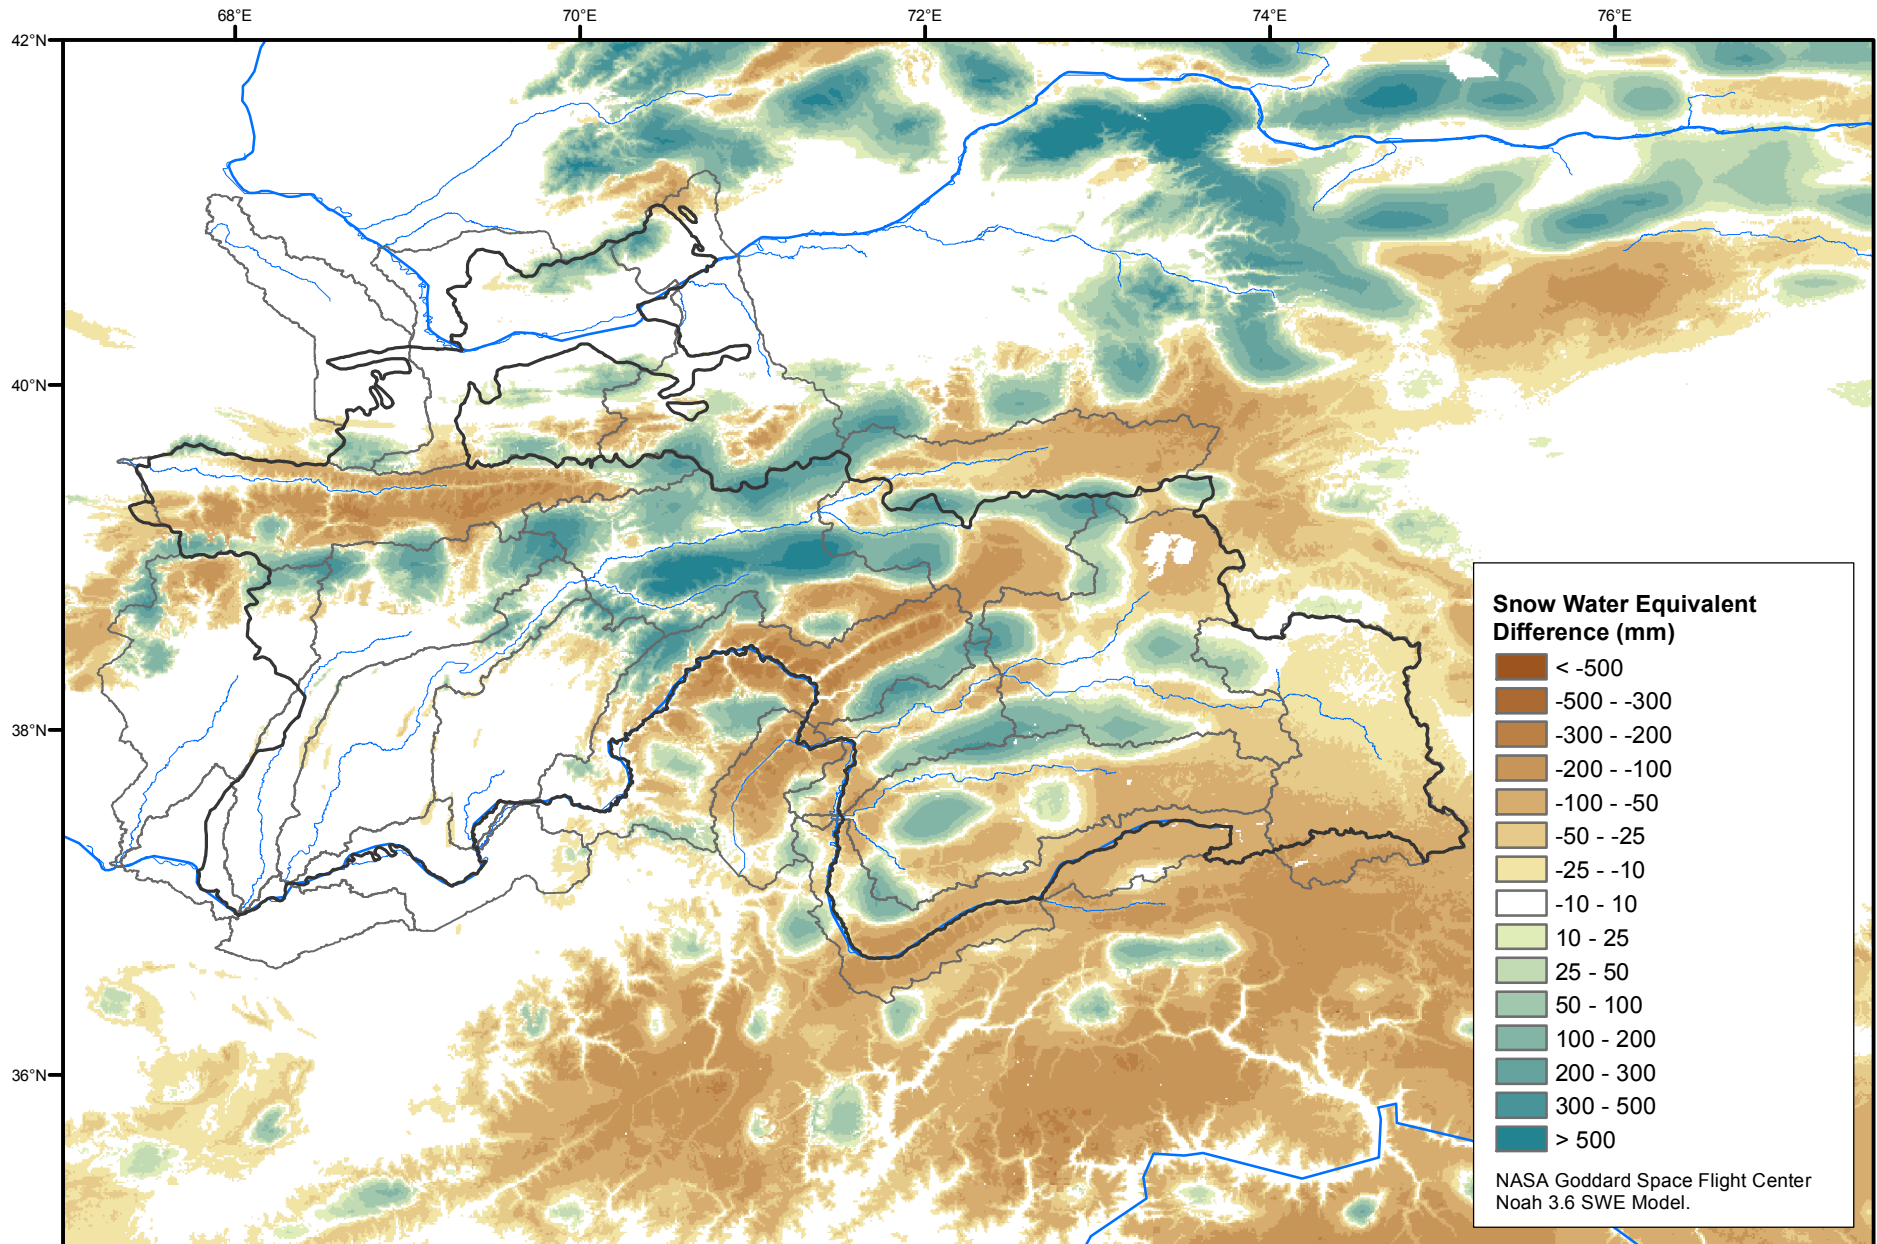 68°E
70°E
72°E
74°E
76°E
42°N
40°N
38°N
36°N
Snow Water Equivalent
Difference (mm)
< -500
-500 - -300
-300 - -200
-200 - -100
-100 - -50
-50 - -25
-25 - -10
-10 - 10
10 - 25
25 - 50
50 - 100
100 - 200
200 - 300
300 - 500
> 500
NASA Goddard Space Flight Center
Noah 3.6 SWE Model.